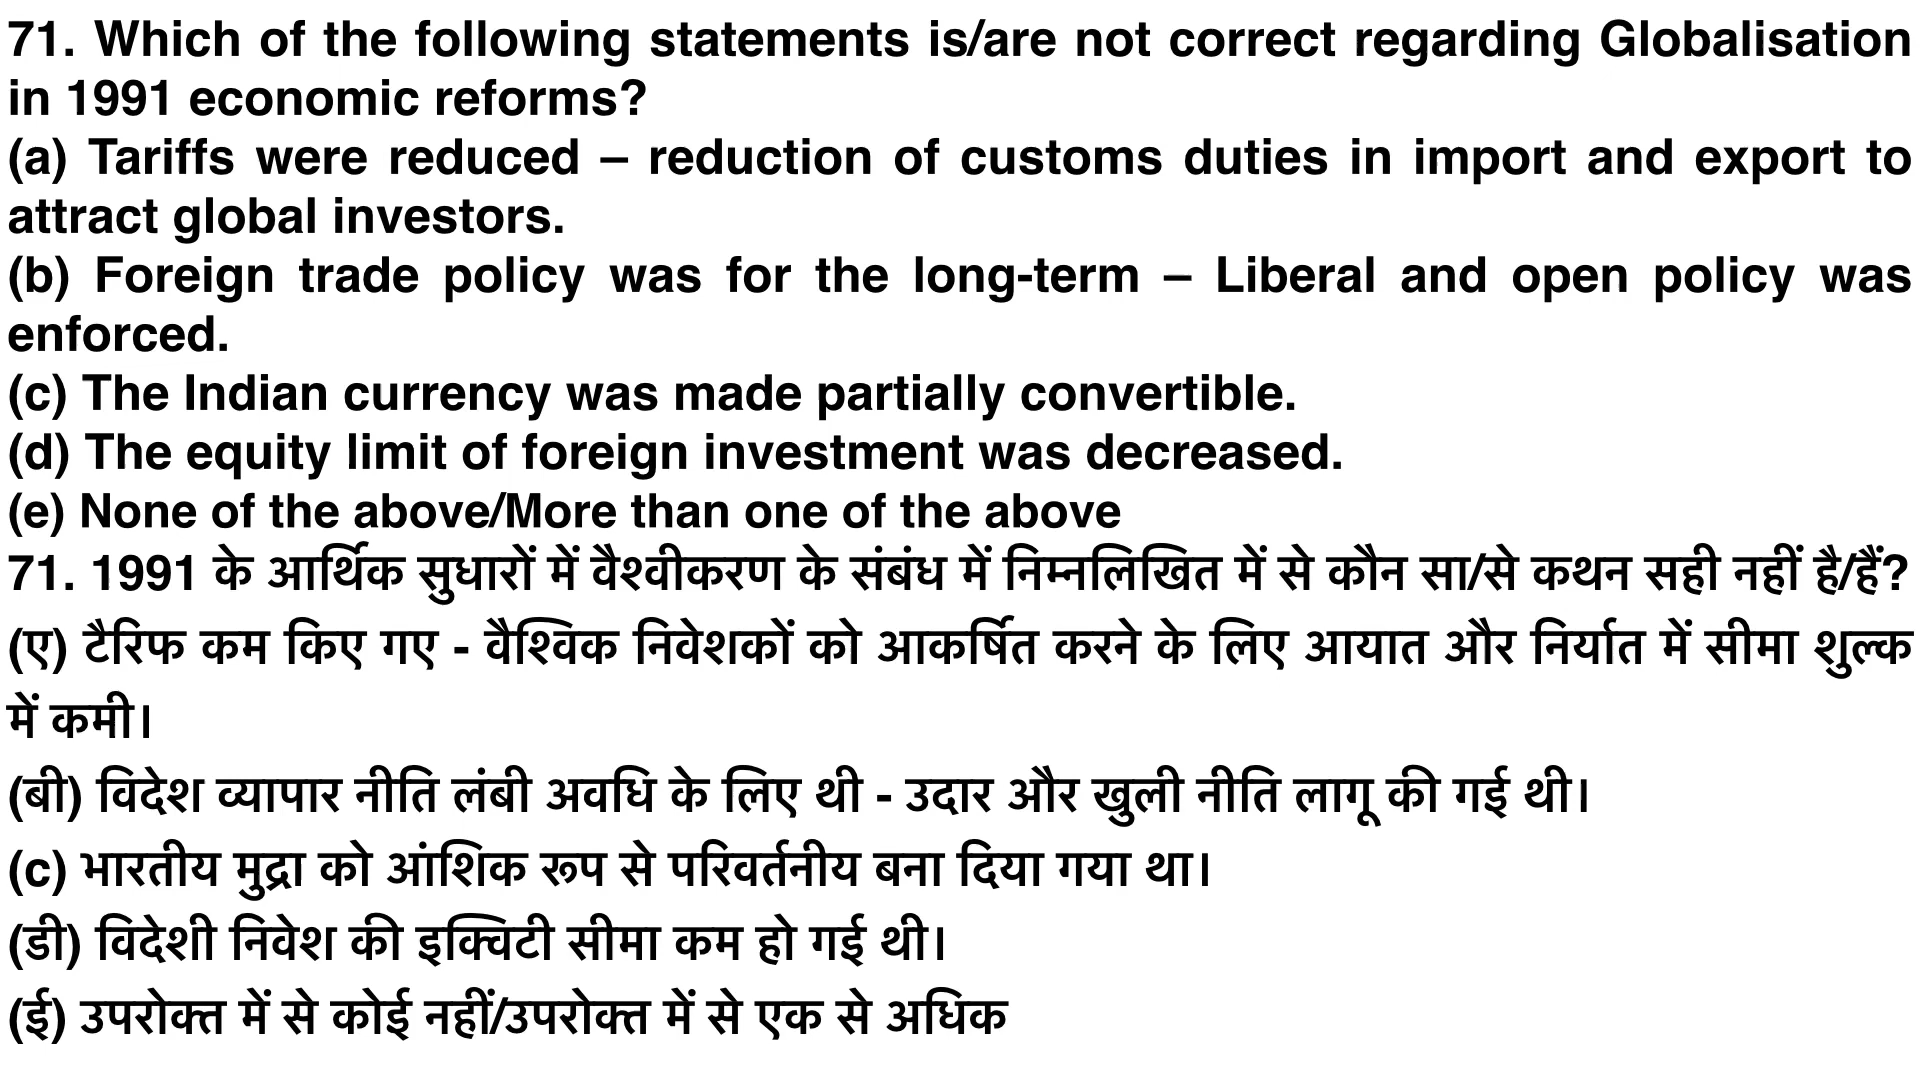 71. Which of the following statements is/are not correct regarding Globalisation
in 1991 economic reforms?
(a) Tariffs were reduced – reduction of customs duties in import and export to
attract global investors.
(b) Foreign trade policy was for the long-term – Liberal and open policy was
enforced.
(c) The Indian currency was made partially convertible.
(d) The equity limit of foreign investment was decreased.
(e) None of the above/More than one of the above
71. 1991 के आर्थिक सुधारों में वैश्वीकरण के संबंध में निम्नलिखित में से कौन सा/से कथन सही नहीं है/हैं?
(ए) टैरिफ कम किए गए - वैश्विक निवेशकों को आकर्षित करने के लिए आयात और निर्यात में सीमा शुल्क
में कमी।
(बी) विदेश व्यापार नीति लंबी अवधि के लिए थी - उदार और खुली नीति लागू की गई थी।
(c) भारतीय मुद्रा को आंशिक रूप से परिवर्तनीय बना दिया गया था।
(डी) विदेशी निवेश की इक्विटी सीमा कम हो गई थी।
(ई) उपरोक्त में से कोई नहीं/उपरोक्त में से एक से अधिक